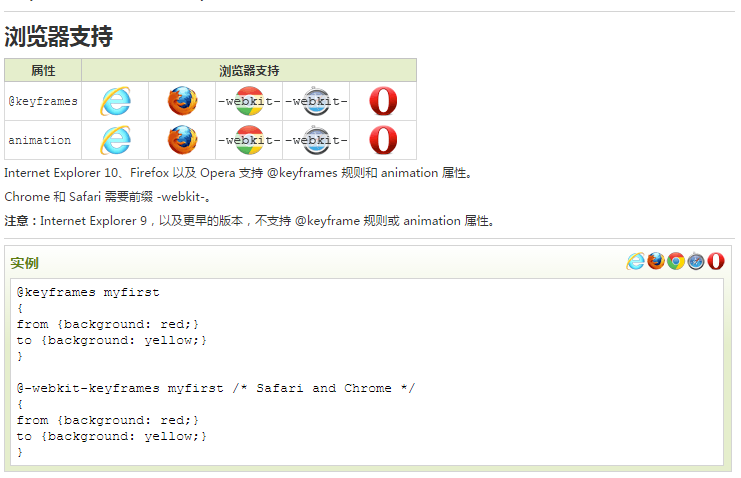 浏览器支持
属性 浏览器支持
@keyframes -webkit- -webkit-
animation -webkit- -webkit-
Internet Explorer 10、Firefox 以及 Opera 支持 @keyframes 规则和 animation 属性。
Chrome 和 Safari 需要前缀 -webkit-。
注意：Internet Explorer 9，以及更早的版本，不支持 @keyframe 规则或 animation 属性。
实例
@keyframes myfirst
{
from {background: red;}
to {background: yellow;}
}
@-webkit-keyframes myfirst /* Safari and Chrome */
{
from {background: red;}
to {background: yellow;}
}